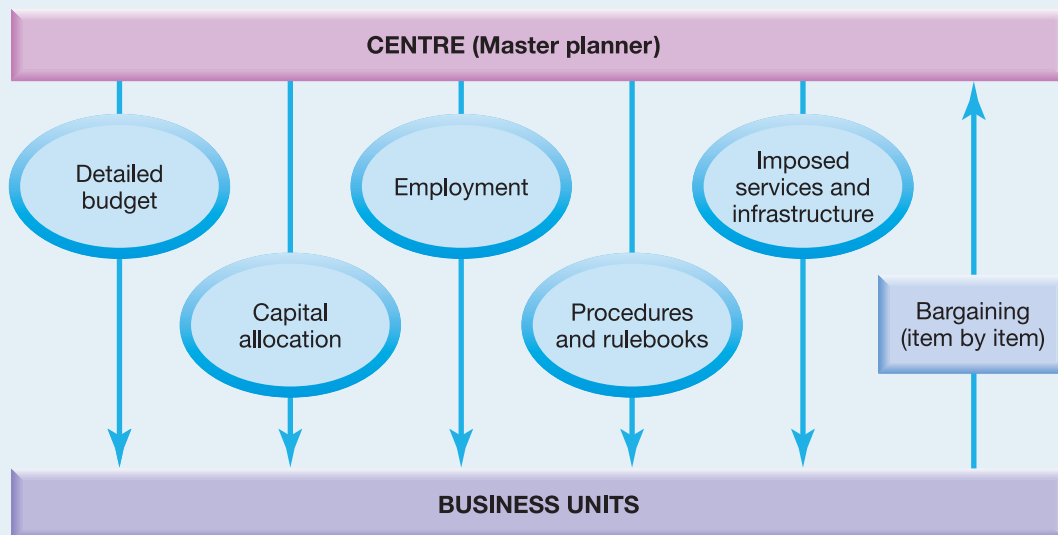 CENTRE (Master planner)
Detailed
budget
Capital
allocation
Employment
Procedures
and rulebooks
Imposed
services and
infrastructure
Bargaining
(item by item)
BUSINESS UNITS